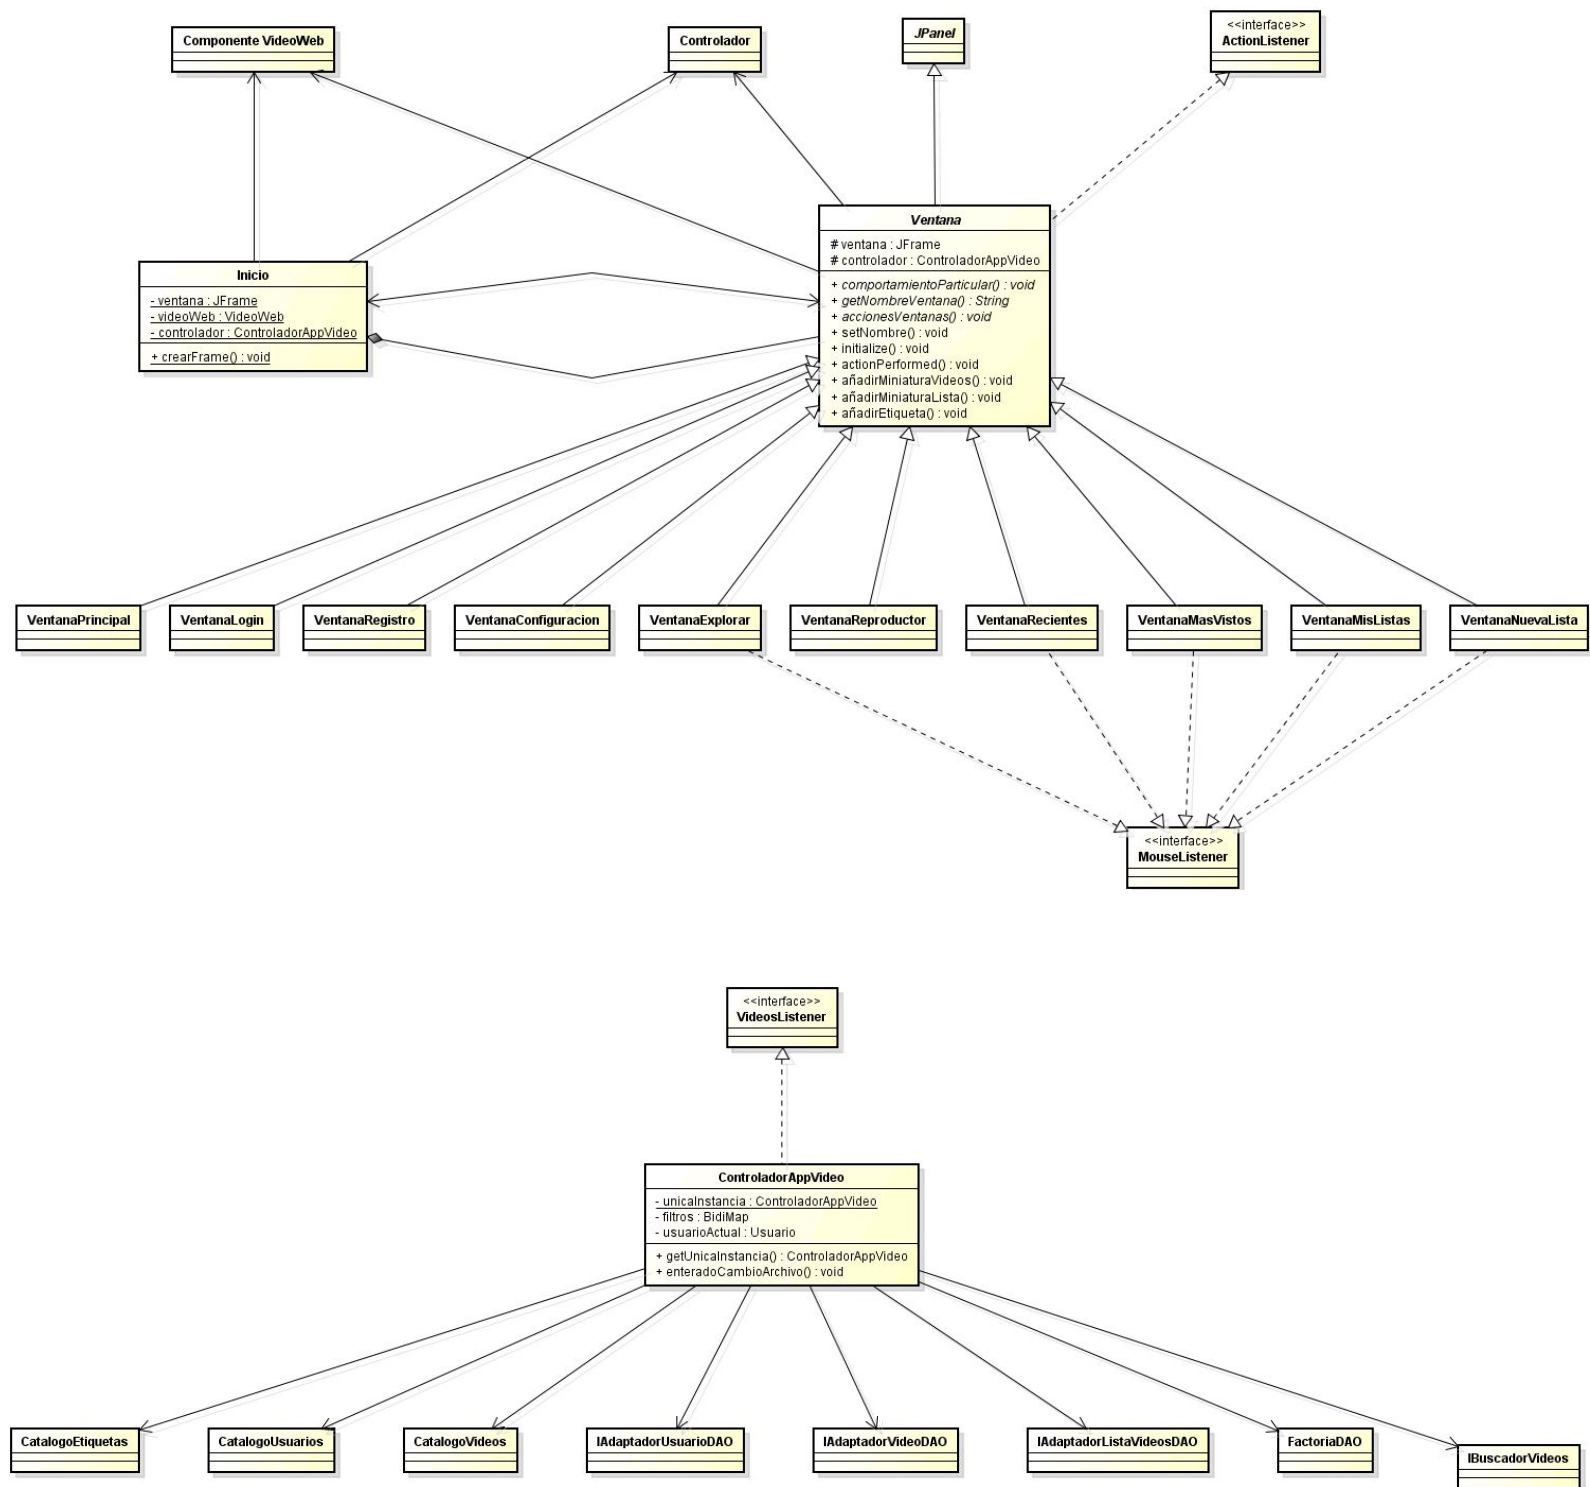 Componente VideoWeb
Controlador
JPanel
<<interface>>
ActionListener
Ventana
# ventana : JFrame
# controlador : ControladorAppVideo
+ comportamientoParticular() : void
+ getNombreVentana() : String
+ accionesVentanas() : void
+ setNombre() : void
+ initialize() : void
+ actionPerformed() : void
+ añadirMiniaturaVideos() : void
+ añadirMiniaturaLista() : void
+ añadirEtiqueta() : void
Inicio
- ventana : JFrame
- videoWeb : VideoWeb
- controlador : ControladorAppVideo
+ crearFrame() : void
VentanaPrincipal
VentanaLogin
VentanaRegistro
VentanaConfiguracion
VentanaExplorar
VentanaReproductor
VentanaRecientes
VentanaMasVistos
VentanaMisListas
VentanaNuevaLista
<<interface>>
MouseListener
<<interface>>
VideosListener
ControladorAppVideo
- unicaInstancia : ControladorAppVideo
- filtros : BidiMap
- usuarioActual : Usuario
+ getUnicaInstancia() : ControladorAppVideo
+ enteradoCambioArchivo() : void
CatalogoEtiquetas
CatalogoUsuarios
CatalogoVideos
IAdaptadorUsuarioDAO
IAdaptadorVideoDAO
IAdaptadorListaVideosDAO
FactoriaDAO
IBuscadorVideos